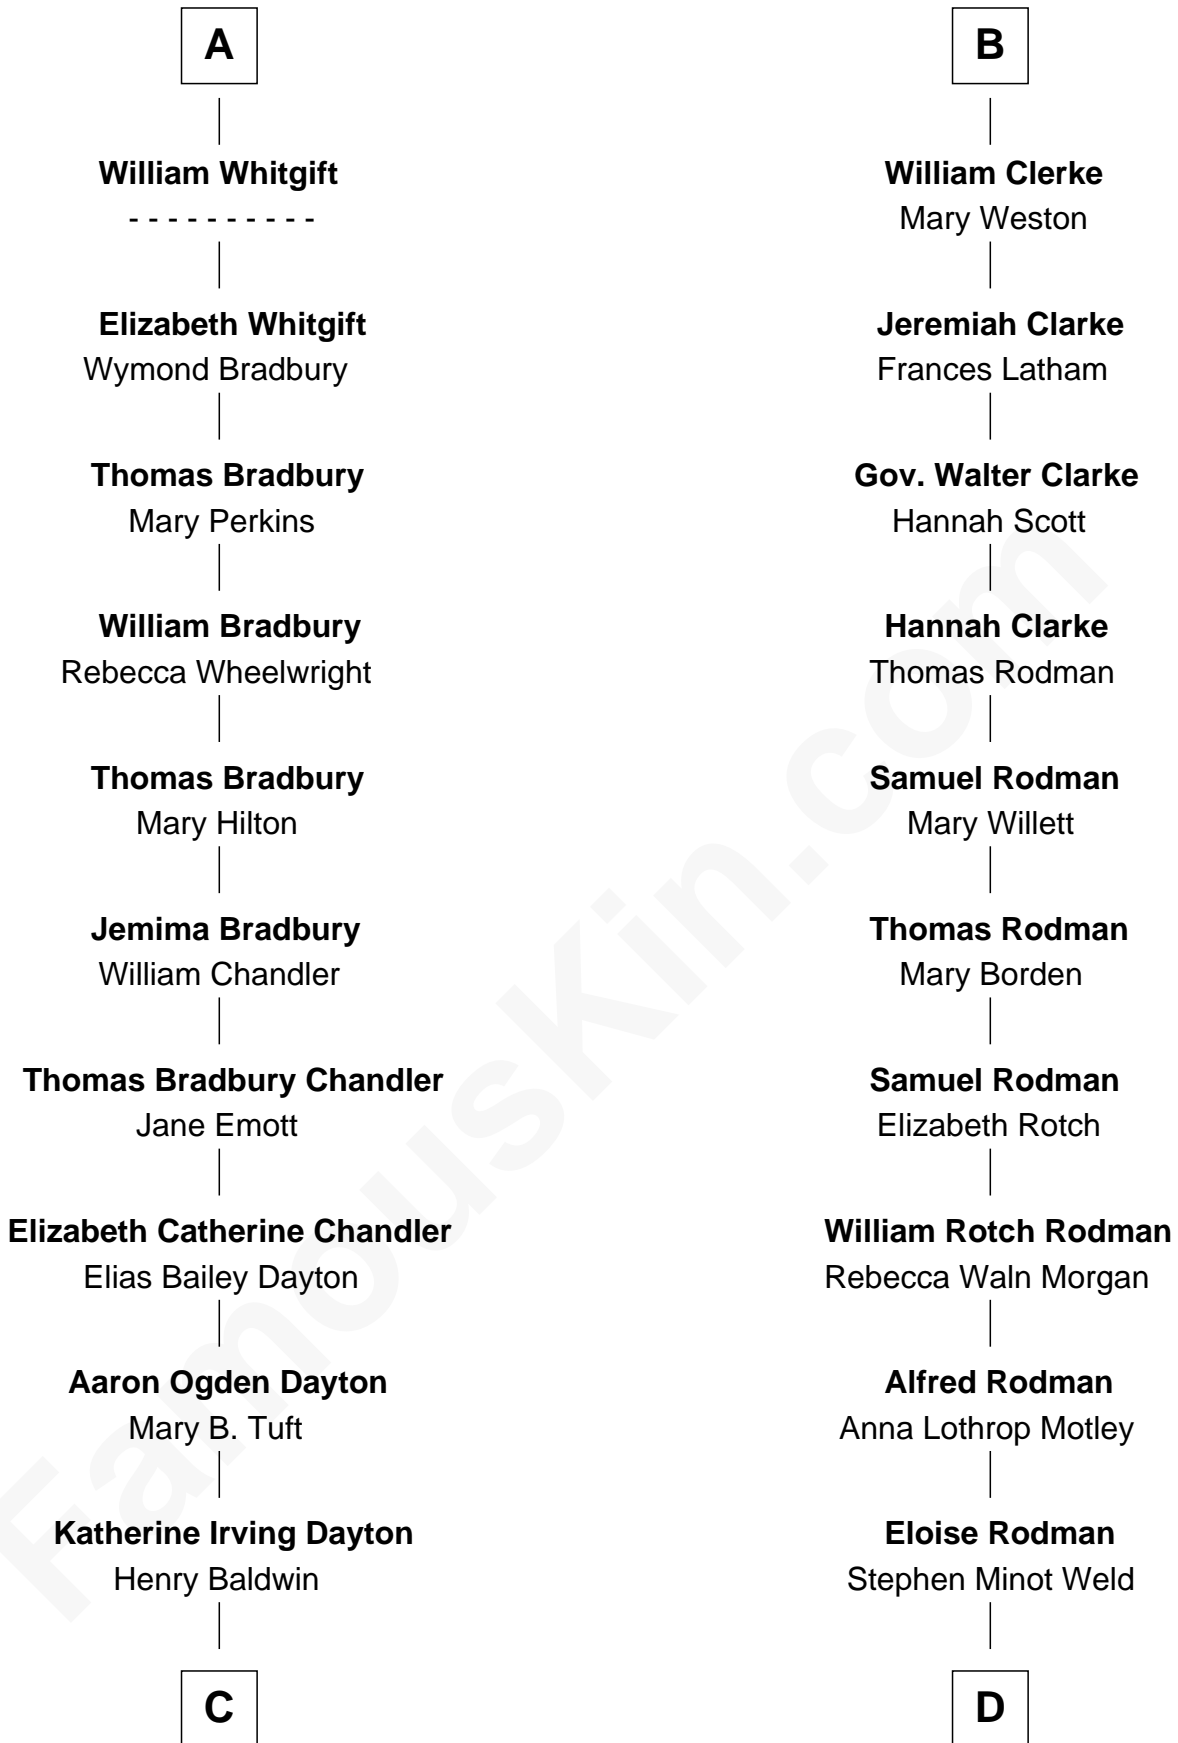 A
William Whitgift
- - - - - - - - - -
Elizabeth Whitgift
Wymond Bradbury
Thomas Bradbury
Mary Perkins
William Bradbury
Rebecca Wheelwright
Thomas Bradbury
Mary Hilton
Jemima Bradbury
William Chandler
Thomas Bradbury Chandler
Jane Emott
Elizabeth Catherine Chandler
Elias Bailey Dayton
Aaron Ogden Dayton
Mary B. Tuft
Katherine Irving Dayton
Henry Baldwin
C
B
William Clerke
Mary Weston
Jeremiah Clarke
Frances Latham
Gov. Walter Clarke
Hannah Scott
Hannah Clarke
Thomas Rodman
Samuel Rodman
Mary Willett
Thomas Rodman
Mary Borden
Samuel Rodman
Elizabeth Rotch
William Rotch Rodman
Rebecca Waln Morgan
Alfred Rodman
Anna Lothrop Motley
Eloise Rodman
Stephen Minot Weld
D
FamousKin.com